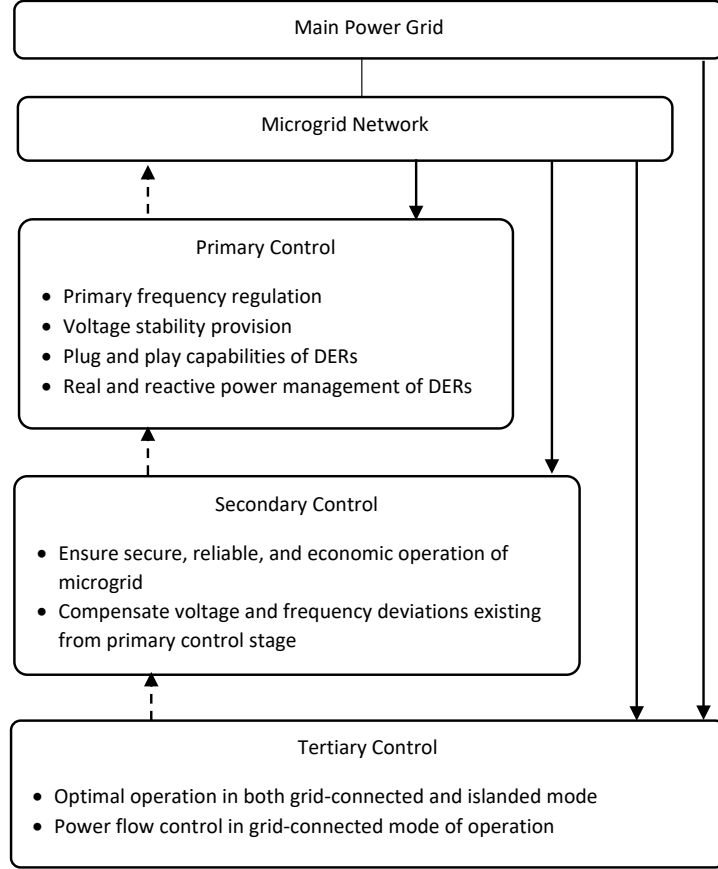 Main Power Grid
Microgrid Network
Primary Control
• Primary frequency regulation
• Voltage stability provision
• Plug and play capabilities of DERs
• Real and reactive power management of DERs
Secondary Control
• Ensure secure, reliable, and economic operation of
microgrid
• Compensate voltage and frequency deviations existing
from primary control stage
Tertiary Control
• Optimal operation in both grid-connected and islanded mode
• Power flow control in grid-connected mode of operation